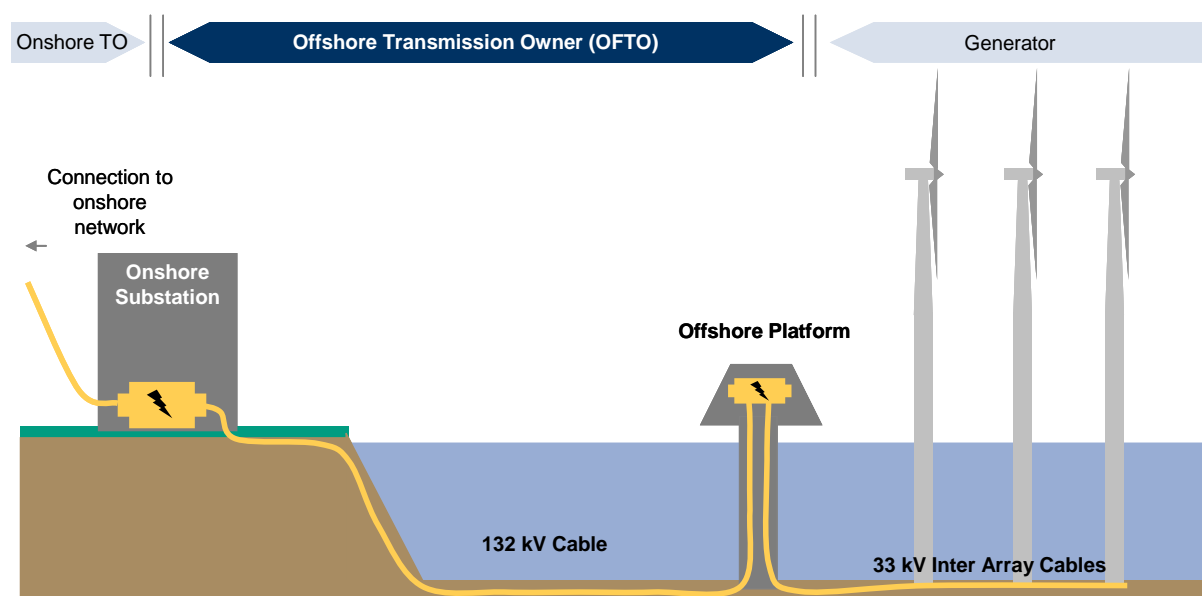 Onshore TO
Offshore Transmission Owner (OFTO)
Generator
Connection to
onshore
network
Onshore
Substation
Offshore Platform
132 kV Cable
33 kV Inter Array Cables